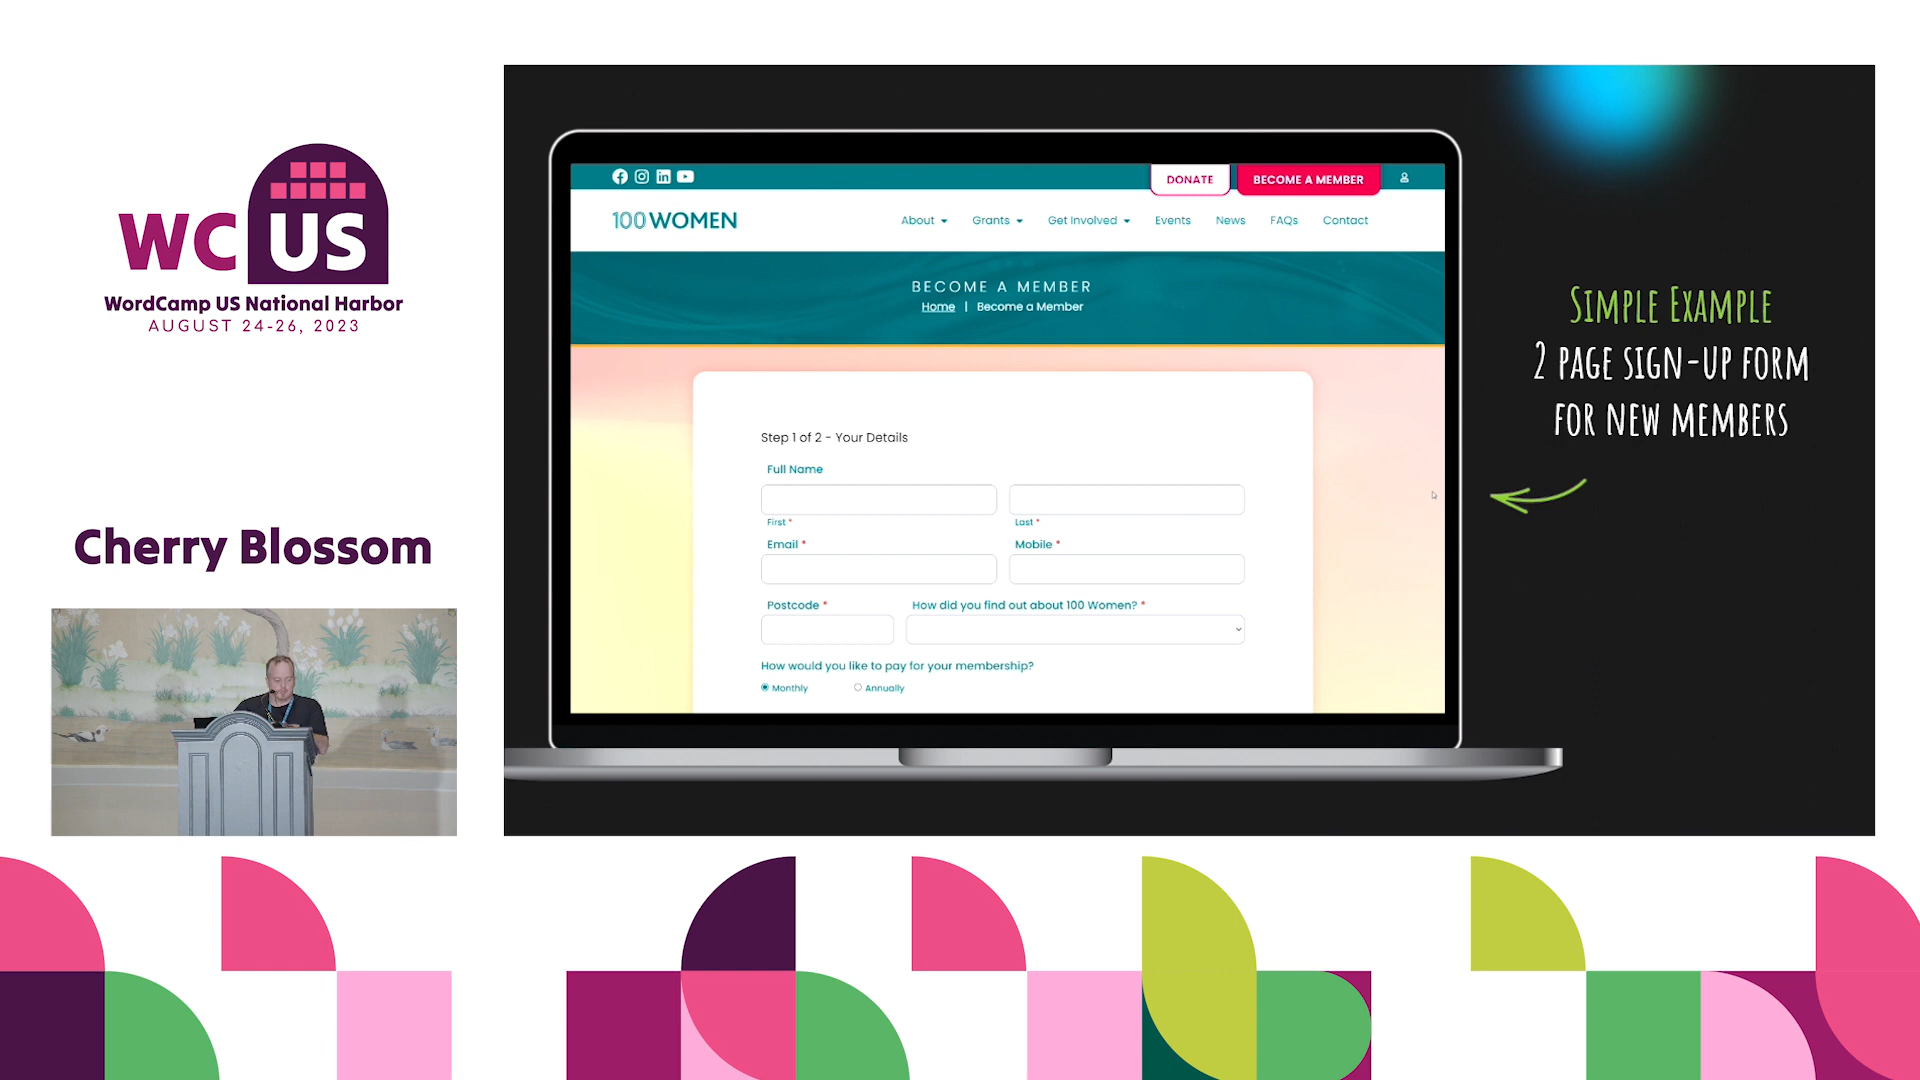 WC US
WordCamp US National Harbor
AUGUST 24-26, 2023
Cherry Blossom
DONATE
BECOME A MEMBER
100 WOMEN
About
Grants
Get Involved
Events
News
FAQs
Contact
BECOME A MEMBER
Home | Become a Member
Step 1 of 2 - Your Details
Full Name
First *
Last *
Email *
Mobile *
Postcode *
How did you find out about 100 Women? *
How would you like to pay for your membership?
Monthly
Annually
SIMPLE EXAMPLE
2 PAGE SIGN-UP FORM
FOR NEW MEMBERS